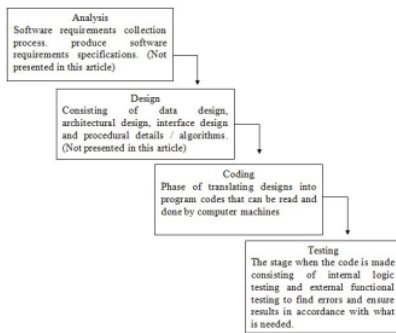 Analysis
Software requirements collection
process. produce software
requirements specifications. (Not
presented in this article)
Design
Consisting of data design,
architectural design, interface design
and procedural details / algorithms.
(Not presented in this article)
Coding
Phase of translating designs into
program codes that can be read and
done by computer machines
Testing
The stage when the code is made
consisting of internal logic
testing and external functional
testing to find errors and ensure
results in accordance with what
is needed.